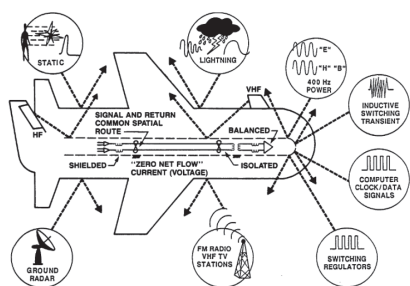 STATIC
LIGHTNING
"E"
"H" "B"
400 Hz
POWER
VHF
INDUCTIVE
SWITCHING
TRANSIENT
SIGNAL AND RETURN
COMMON SPATIAL
ROUTE
BALANCED
HF
SHIELDED
"ZERO NET FLOW"
CURRENT (VOLTAGE)
ISOLATED
COMPUTER
CLOCK/DATA
SIGNALS
GROUND
RADAR
FM RADIO
VHF TV
STATIONS
SWITCHING
REGULATORS